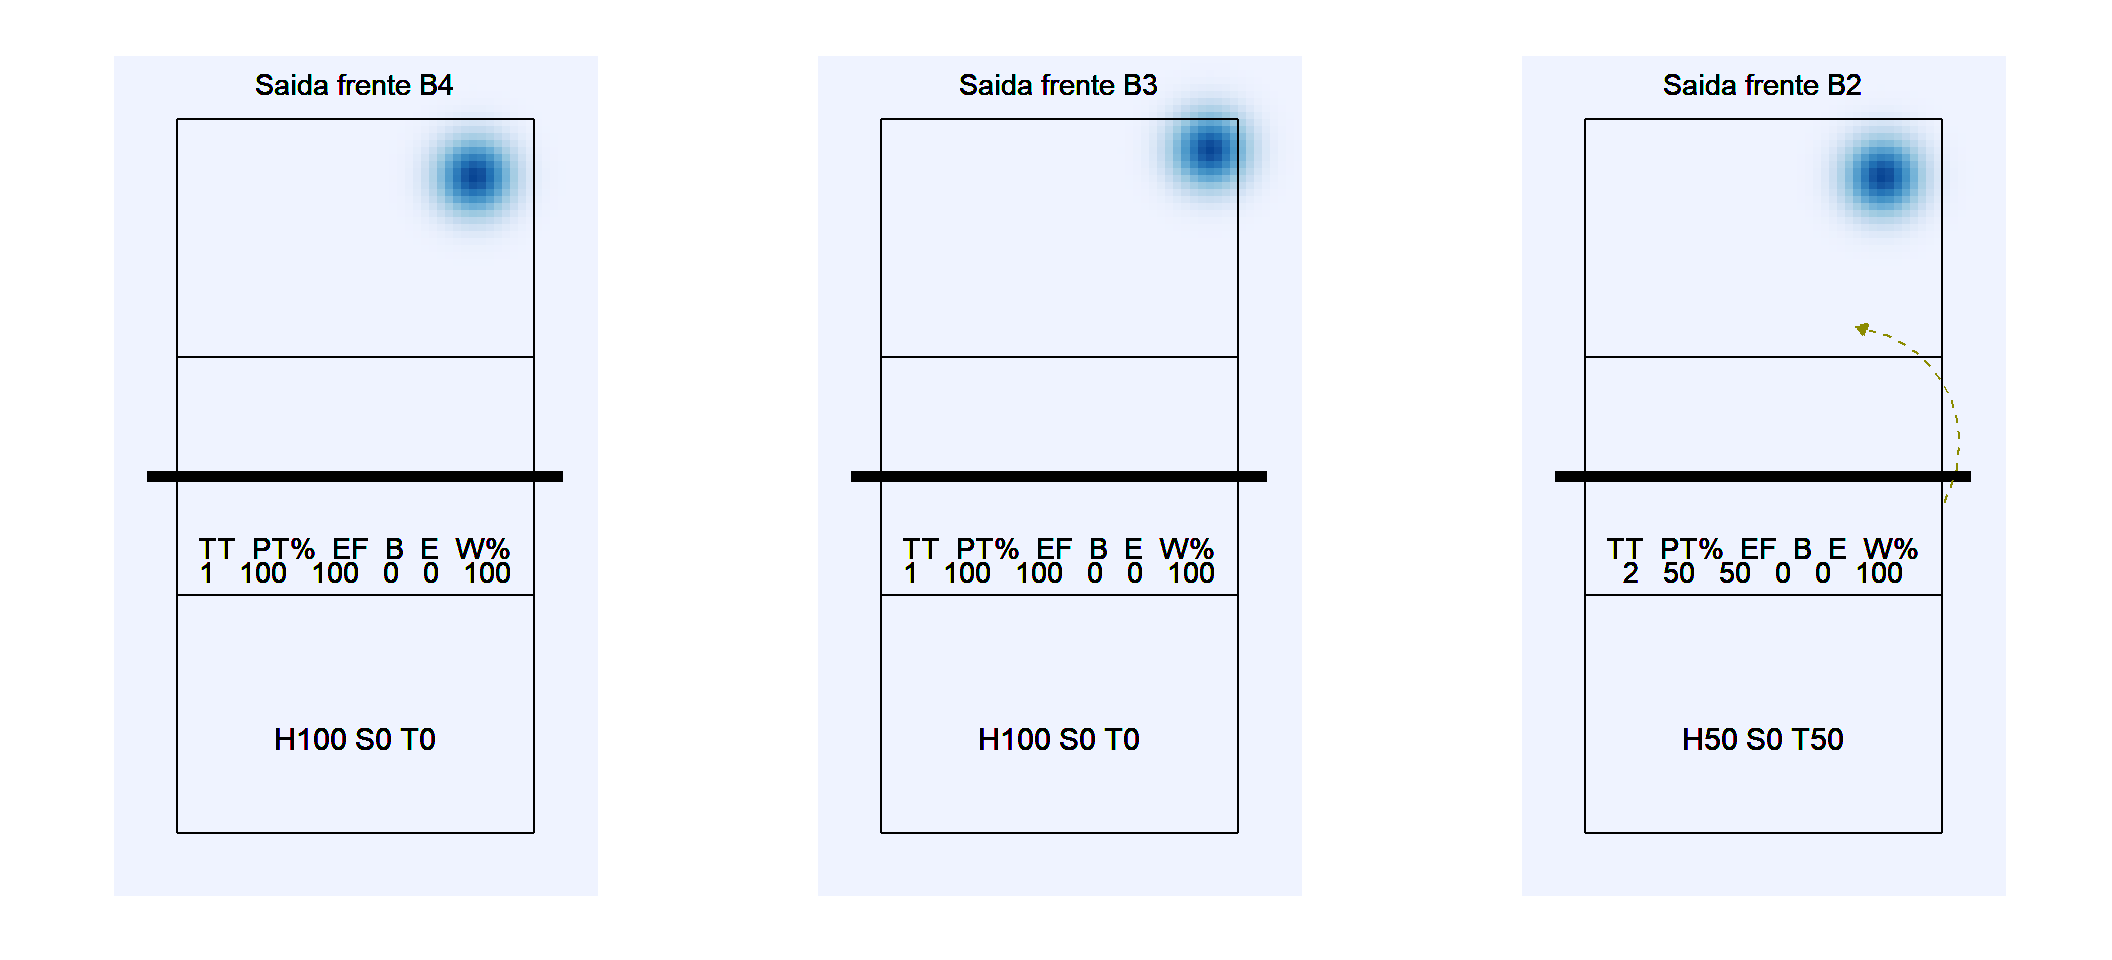 Saida frente B4
TT PT% EF B E W%
1 100 100 0 0 100
H100 S0 T0
Saida frente B3
TT PT% EF B E W%
1 100 100 0 0 100
H100 S0 T0
Saida frente B2
TT PT% EF B E W%
2 50 50 0 0 100
H50 S0 T50